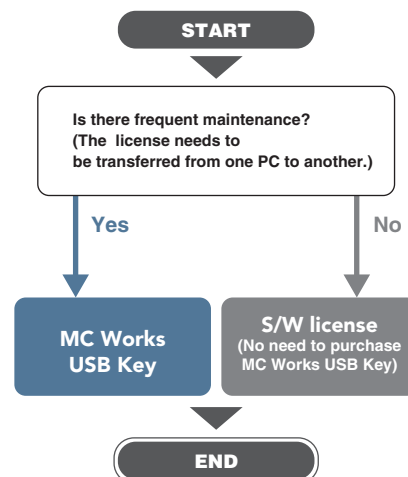 START
Is there frequent maintenance?
(The license needs to
be transferred from one PC to another.)
Yes
No
MC Works
USB Key
S/W license
(No need to purchase
MC Works USB Key)
END